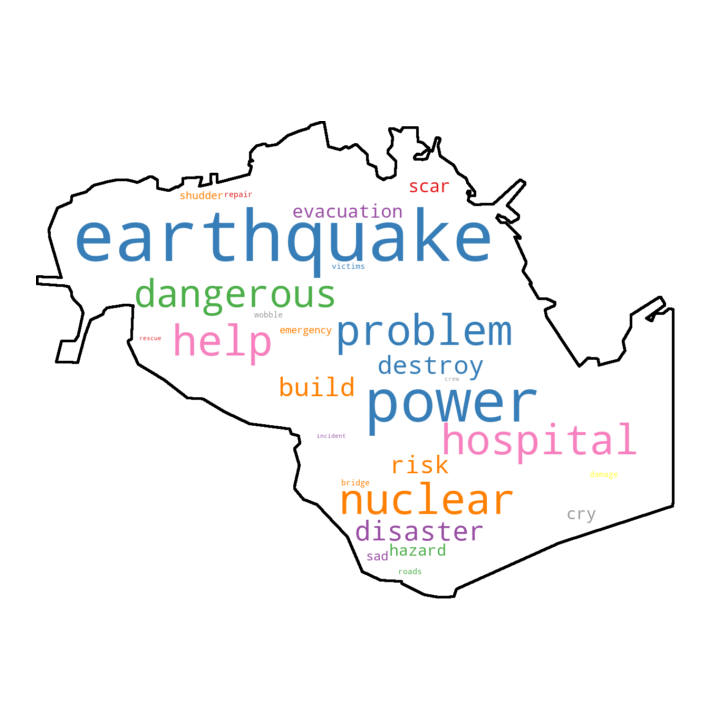 scar
shudder repair
evacuation
earthquake
victims
dangerous
wobble
problem
emergency
help
rescue
destroy
crew
build
power
incident
hospital
risk
damage
bridge
nuclear
cry
disaster
hazard
sad
roads